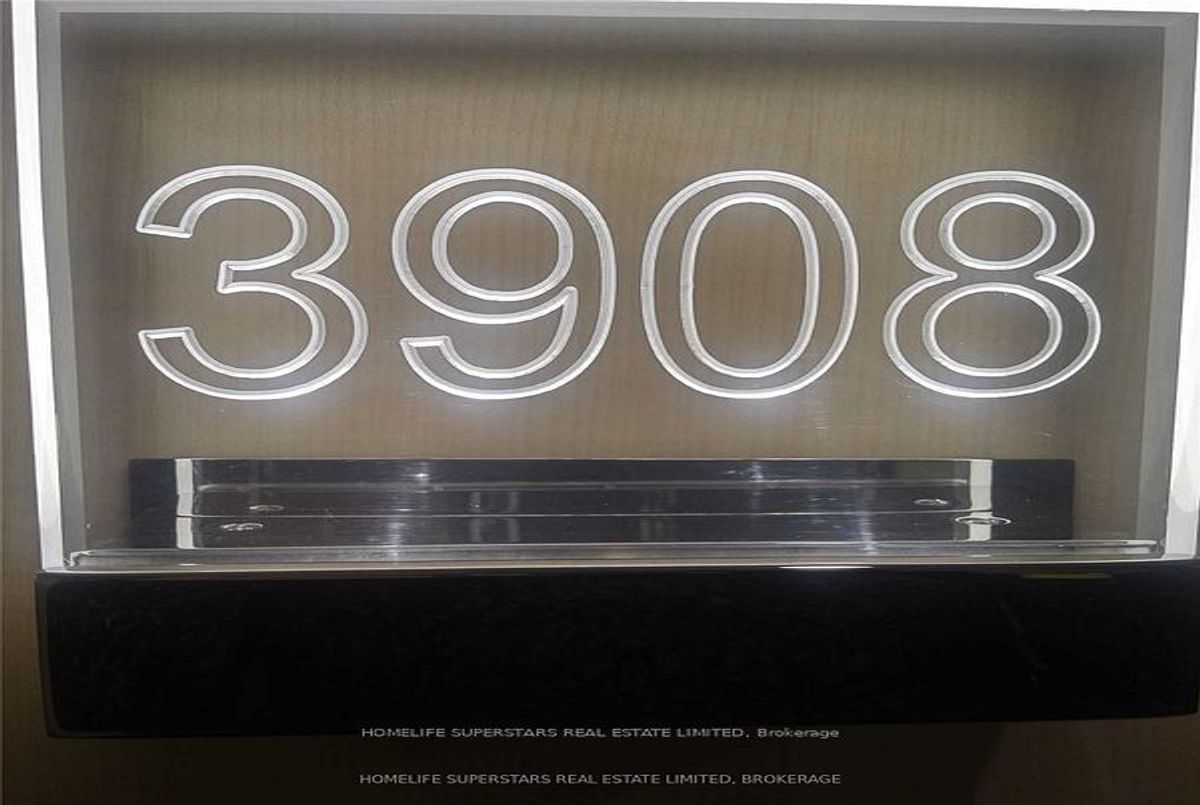 3908
HOMELIFE SUPERSTARS REAL ESTATE LIMITED, Brokerage
HOMELIFE SUPERSTARS REAL ESTATE LIMITED, BROKERAGE